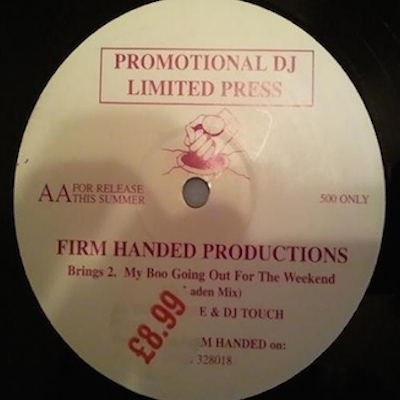 PROMOTIONAL DJ
LIMITED PRESS
AA FOR RELEASE
THIS SUMMER
500 ONLY
FIRM HANDED PRODUCTIONS
Brings 2. My Boo Going Out For The Weekend
Mix)
& DJ TOUCH
£8.99
HANDED on:
328018